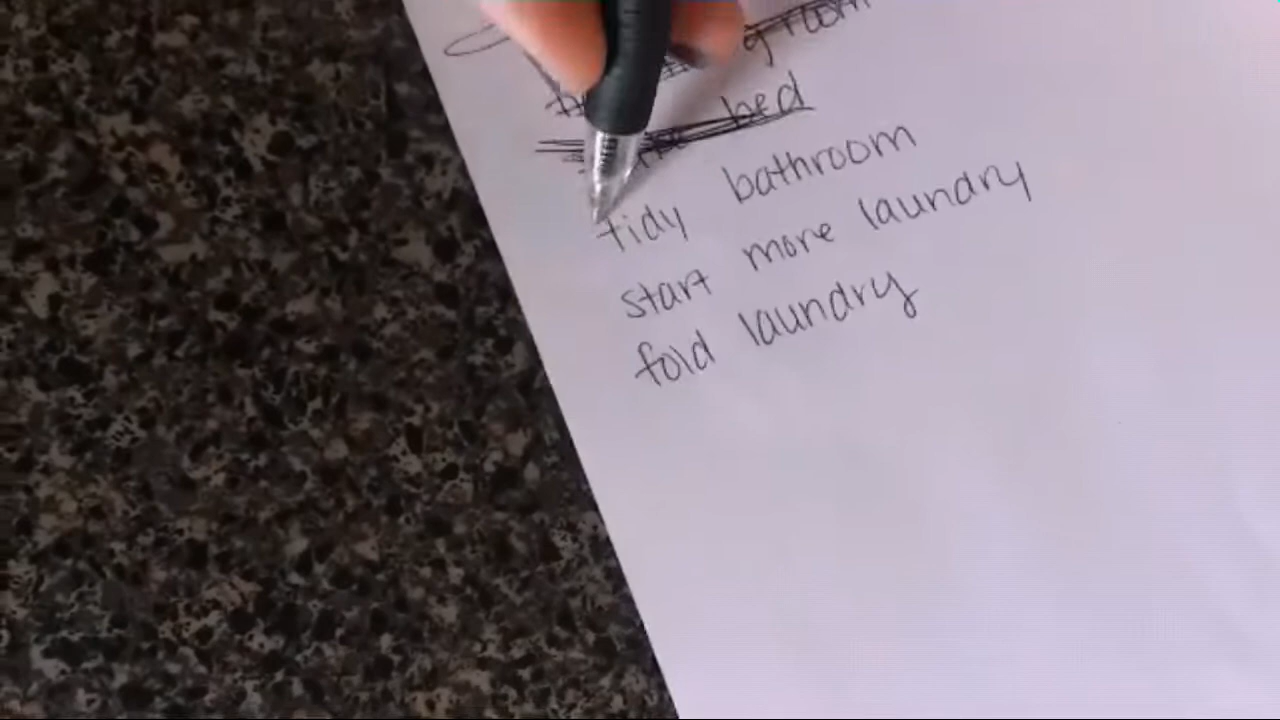 bed
tidy bathroom
start more laundry
fold laundry